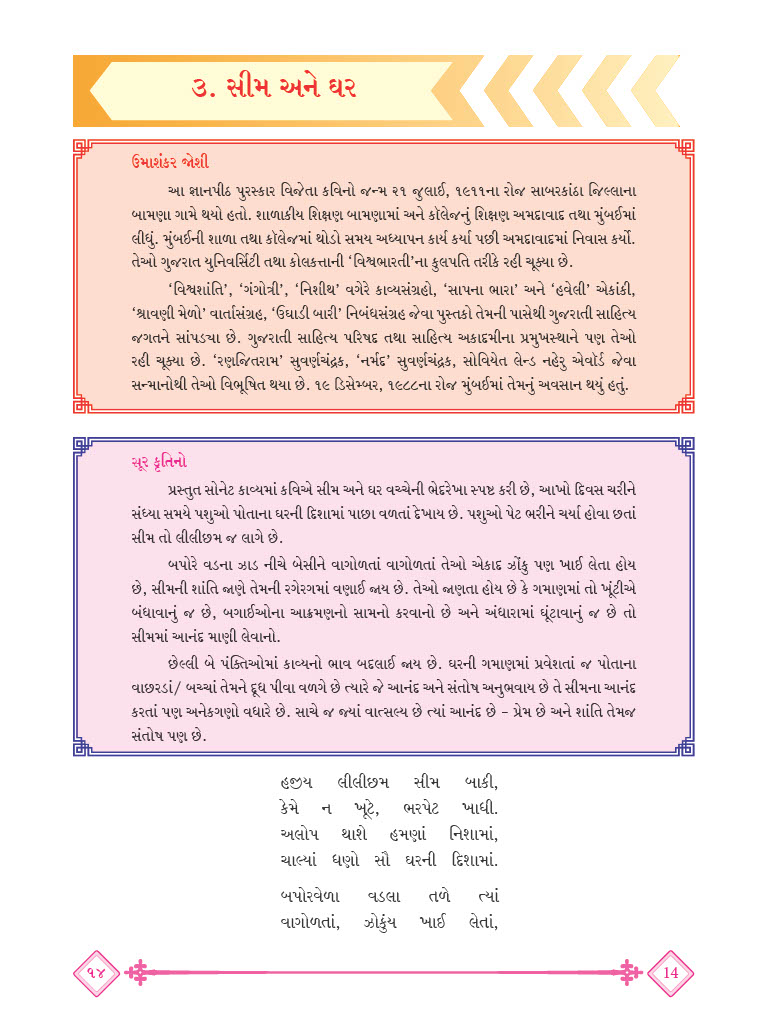 ૩. સીમ અને ઘર
ઉમાશંકર જોશી
આ જ્ઞાનપીઠ પુરસ્કાર વિજેતા કવિનો જન્મ ૨૧ જુલાઈ, ૧૯૧૧ના રોજ સાબરકાંઠા જિલ્લાના
બામણા ગામે થયો હતો. શાળાકીય શિક્ષણ બામણામાં અને કૉલેજનું શિક્ષણ અમદાવાદ તથા મુંબઈમાં
લીધું. મુંબઈની શાળા તથા કૉલેજમાં થોડો સમય અધ્યાપન કાર્ય કર્યા પછી અમદાવાદમાં નિવાસ કર્યો.
તેઓ ગુજરાત યુનિવર્સિટી તથા કોલકત્તાની ‘વિશ્વભારતી’ના કુલપતિ તરીકે રહી ચૂક્યા છે.
‘વિશ્વશાંતિ’, ‘ગંગોત્રી’, ‘નિશીથ’ વગેરે કાવ્યસંગ્રહો, ‘સાપના ભારા’ અને ‘હવેલી’ એકાંકી,
‘શ્રાવણી મેળો’ વાર્તાસંગ્રહ, ‘ઉઘાડી બારી’ નિબંધસંગ્રહ જેવા પુસ્તકો તેમની પાસેથી ગુજરાતી સાહિત્ય
જગતને સાંપડ્યા છે. ગુજરાતી સાહિત્ય પરિષદ તથા સાહિત્ય અકાદમીના પ્રમુખસ્થાને પણ તેઓ
રહી ચૂક્યા છે. ‘રણજિતરામ’ સુવર્ણચંદ્રક, ‘નર્મદ’ સુવર્ણચંદ્રક, સોવિયેત લેન્ડ નહેરુ એવૉર્ડ જેવા
સન્માનોથી તેઓ વિભૂષિત થયા છે. ૧૯ ડિસેમ્બર, ૧૯૮૮ના રોજ મુંબઈમાં તેમનું અવસાન થયું હતું.
સૂર કૃતિનો
પ્રસ્તુત સોનેટ કાવ્યમાં કવિએ સીમ અને ઘર વચ્ચેની ભેદરેખા સ્પષ્ટ કરી છે, આખો દિવસ ચરીને
સંધ્યા સમયે પશુઓ પોતાના ઘરની દિશામાં પાછા વળતાં દેખાય છે. પશુઓ પેટ ભરીને ચર્યા હોવા છતાં
સીમ તો લીલીછમ જ લાગે છે.
બપોરે વડના ઝાડ નીચે બેસીને વાગોળતાં વાગોળતાં તેઓ એકાદ ઝોંકુ પણ ખાઈ લેતા હોય
છે, સીમની શાંતિ જાણે તેમની રગેરગમાં વણાઈ જાય છે. તેઓ જાણતા હોય છે કે ગમાણમાં તો ખૂંટીએ
બંધાવાનું જ છે, બગાઈઓના આક્રમણનો સામનો કરવાનો છે અને અંધારામાં ઘૂંટાવાનું જ છે તો
સીમમાં આનંદ માણી લેવાનો.
છેલ્લી બે પંક્તિઓમાં કાવ્યનો ભાવ બદલાઈ જાય છે. ઘરની ગમાણમાં પ્રવેશતાં જ પોતાના
વાછરડાં/ બચ્ચાં તેમને દૂધ પીવા વળગે છે ત્યારે જે આનંદ અને સંતોષ અનુભવાય છે તે સીમના આનંદ
કરતાં પણ અનેકગણો વધારે છે. સાચે જ જ્યાં વાત્સલ્ય છે ત્યાં આનંદ છે – પ્રેમ છે અને શાંતિ તેમજ
સંતોષ પણ છે.
હજીય લીલીછમ સીમ બાકી,
કેમે ન ખૂટે, ભરપેટ ખાધી.
અલોપ થાશે હમણાં નિશામાં,
ચાલ્યાં ધણો સૌ ઘરની દિશામાં.
બપોરવેળા વડલા તળે ત્યાં
વાગોળતાં, ઝોકુંય ખાઈ લેતાં,
૧૪
14